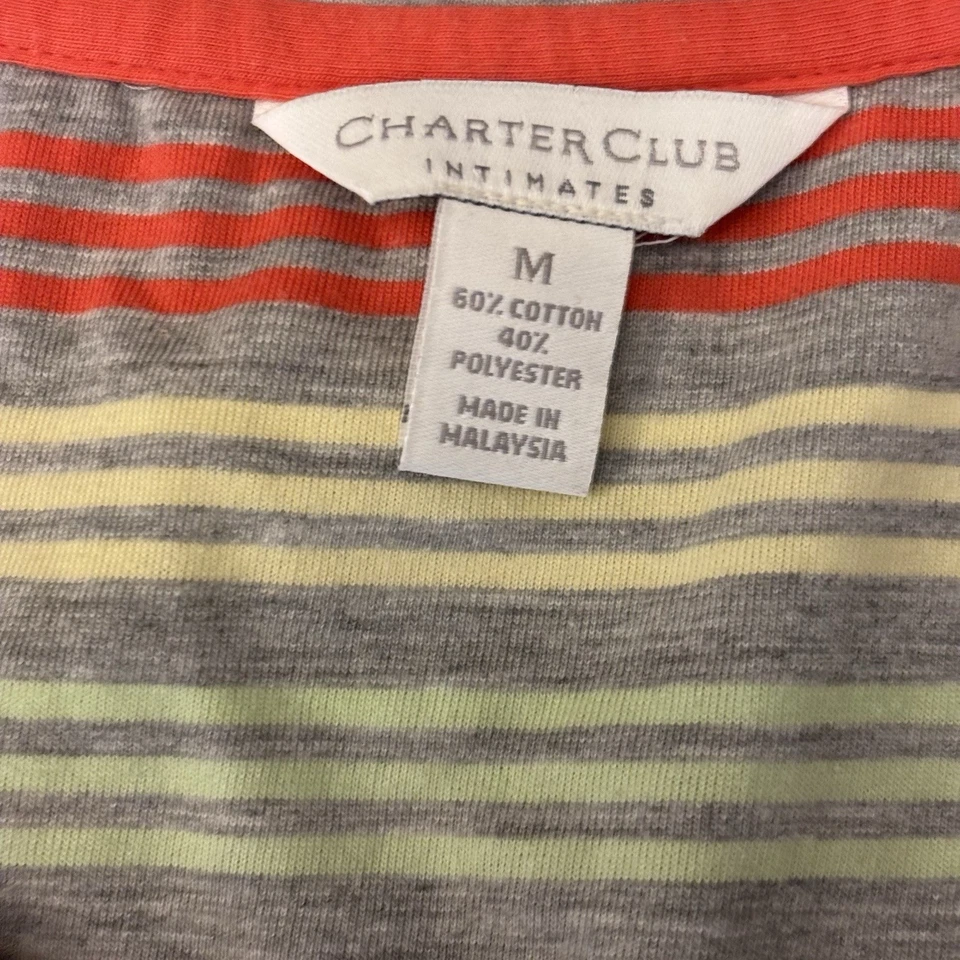 CHARTER CLUB
INTIMATES
M
60% COTTON
40%
POLYESTER
MADE IN
MALAYSIA